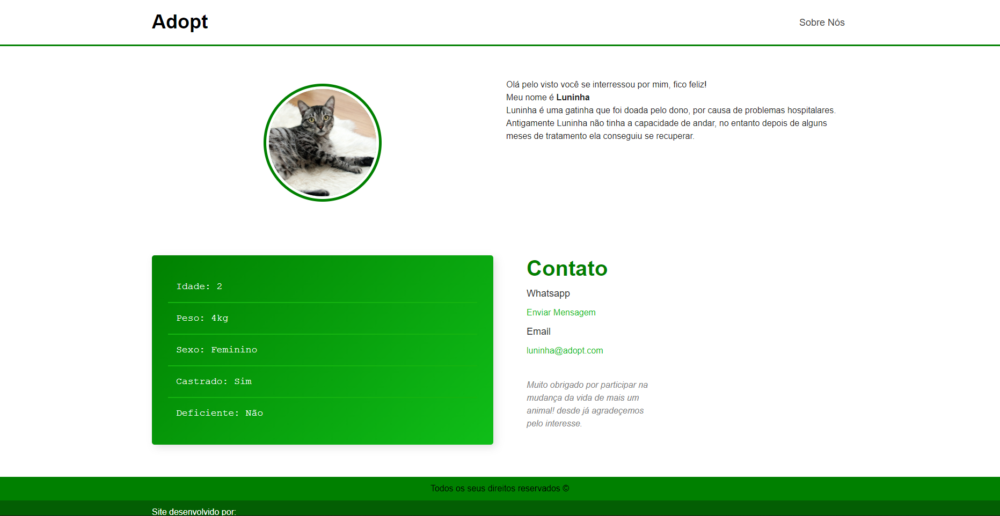 Adopt
Sobre Nós
Olá pelo visto você se interressou por mim, fico feliz!
Meu nome é Luninha
Luninha é uma gatinha que foi doada pelo dono, por causa de problemas hospitalares.
Antigamente Luninha não tinha a capacidade de andar, no entanto depois de alguns
meses de tratamento ela conseguiu se recuperar.
Idade: 2
Peso: 4kg
Sexo: Feminino
Castrado: Sim
Deficiente: Não
Contato
Whatsapp
Enviar Mensagem
Email
luninha@adopt.com
Muito obrigado por participar na
mudança da vida de mais um
animal! desde já agradeçemos
pelo interesse.
Todos os seus direitos reservados ©
Site desenvolvido por: